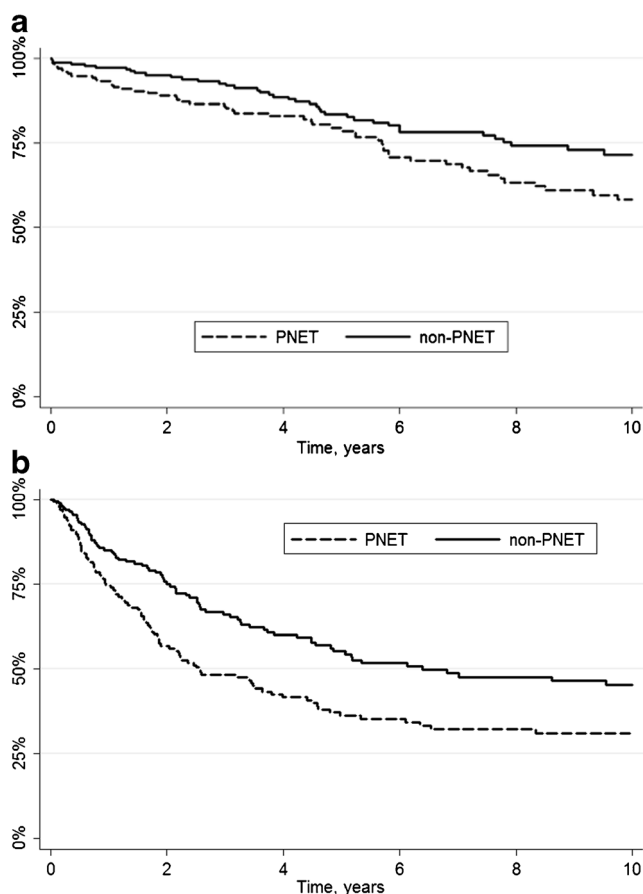 a
100%
75%
50%
25%
0%
PNET non-PNET
0 2 4 6 8 10
Time, years
b
100%
75%
50%
25%
0%
PNET non-PNET
0 2 4 6 8 10
Time, years